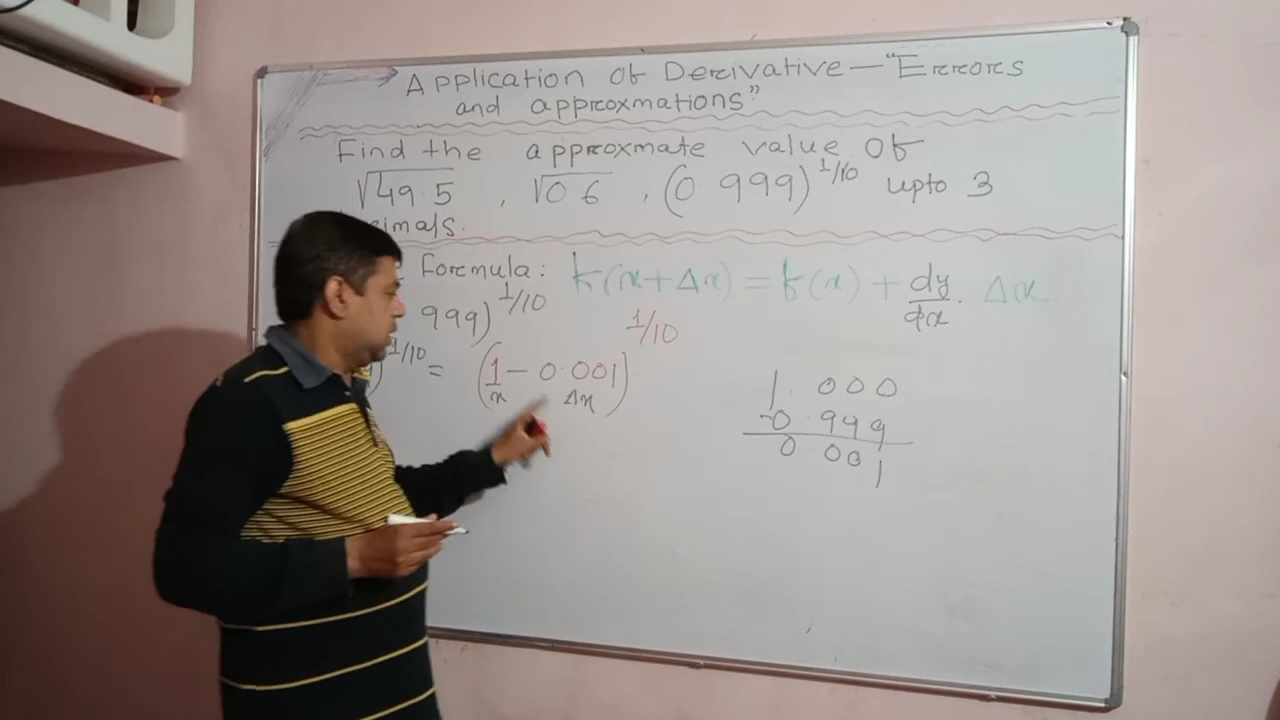 Application of Derivative — "Errors
and approxmations"
Find the approxmate value of
√49.5 , √0 6 , (0 999)^1/10 upto 3
imals.
Formula: f(x+Δx) = f(x) + dy/dx . Δx
999)^1/10
)^1/10 = (1 - 0.001)^1/10
x Δx
1.000
-0.999
0.001